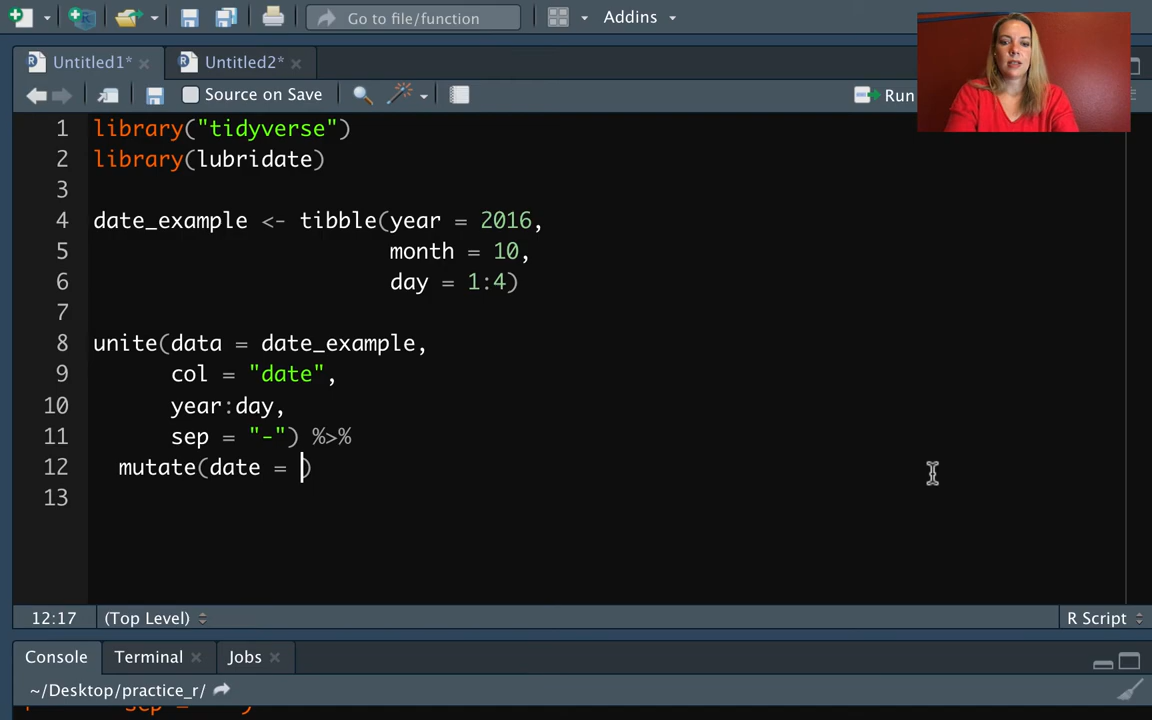 Go to file/function
Addins
Untitled1*
Untitled2*
Source on Save
Run
1 library("tidyverse")
2 library(lubridate)
3
4 date_example <- tibble(year = 2016,
5 month = 10,
6 day = 1:4)
7
8 unite(data = date_example,
9 col = "date",
10 year:day,
11 sep = "-") %>%
12 mutate(date = )
13
12:17 (Top Level) R Script
Console Terminal Jobs
~/Desktop/practice_r/